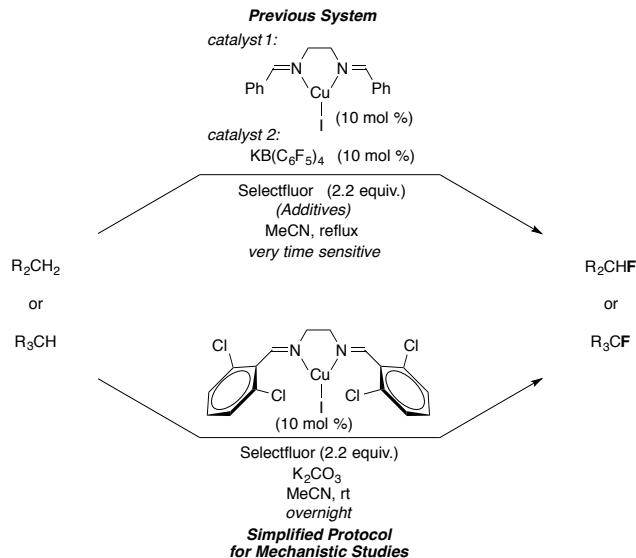 Previous System
catalyst 1:
N N
Ph Cu Ph
I (10 mol %)
catalyst 2:
KB(C₆F₅)₄ (10 mol %)
Selectfluor (2.2 equiv.)
(Additives)
MeCN, reflux
very time sensitive
R₂CH₂ R₂CHF
or or
R₃CH R₃CF
Cl N N Cl
Cl Cu Cl
I
(10 mol %)
Selectfluor (2.2 equiv.)
K₂CO₃
MeCN, rt
overnight
Simplified Protocol
for Mechanistic Studies